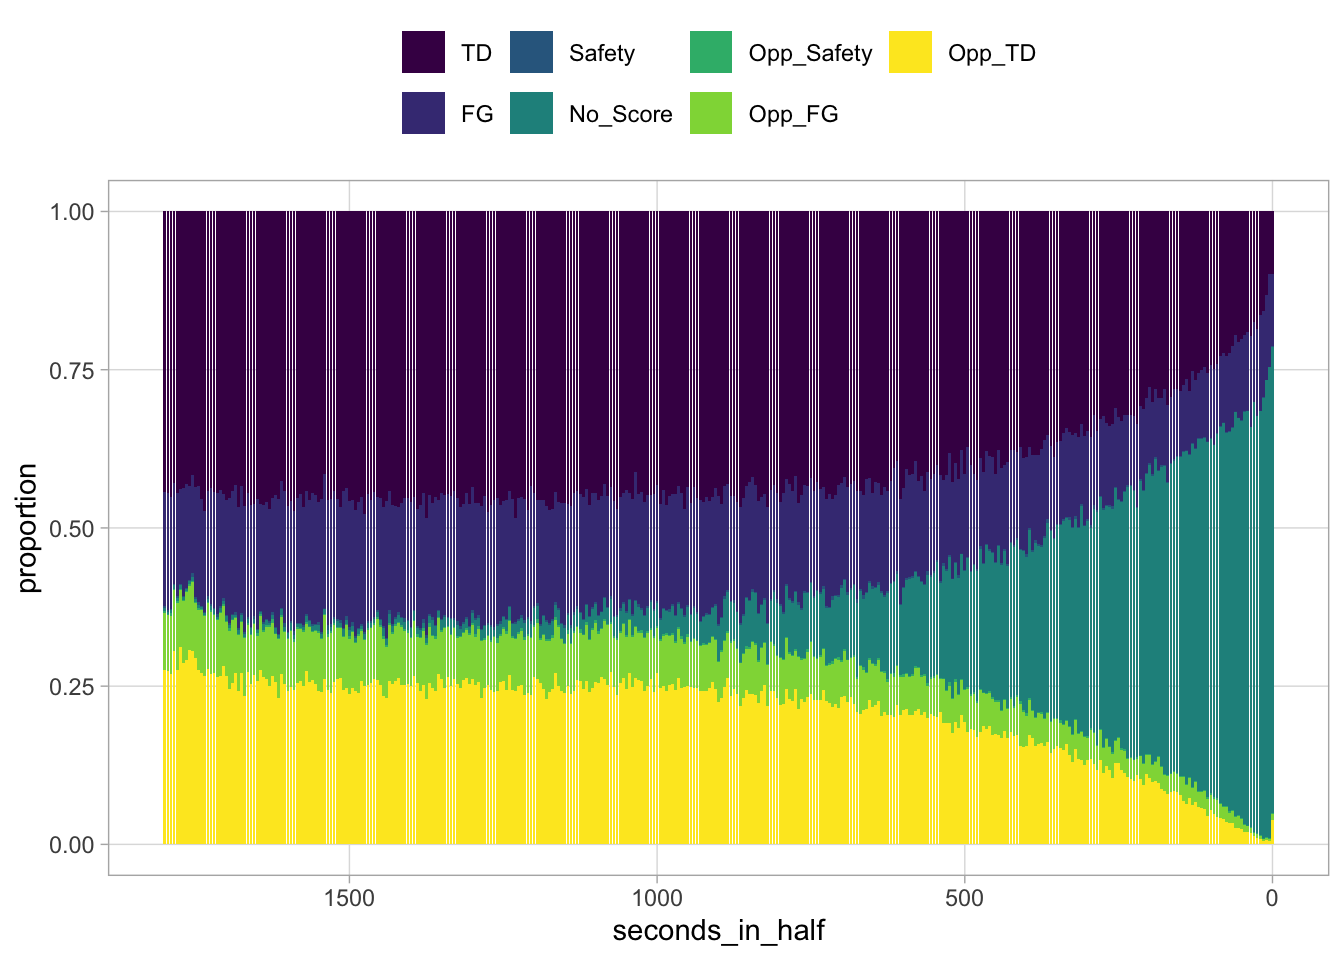 TD Safety Opp_Safety Opp_TD
FG No_Score Opp_FG
1.00
0.75
0.50
0.25
0.00
proportion
1500 1000 500 0
seconds_in_half